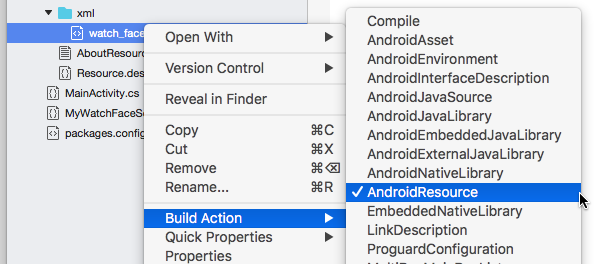 xml
watch_face
AboutResour
Resource.des
MainActivity.cs
MyWatchFaceSe
packages.config
Open With
Version Control
Reveal in Finder
Copy ⌘C
Cut ⌘X
Remove ⌘⌫
Rename... ⌘R
Build Action
Quick Properties
Properties
Compile
AndroidAsset
AndroidEnvironment
AndroidInterfaceDescription
AndroidJavaSource
AndroidJavaLibrary
AndroidEmbeddedJavaLibrary
AndroidExternalJavaLibrary
AndroidNativeLibrary
AndroidResource
EmbeddedNativeLibrary
LinkDescription
ProguardConfiguration